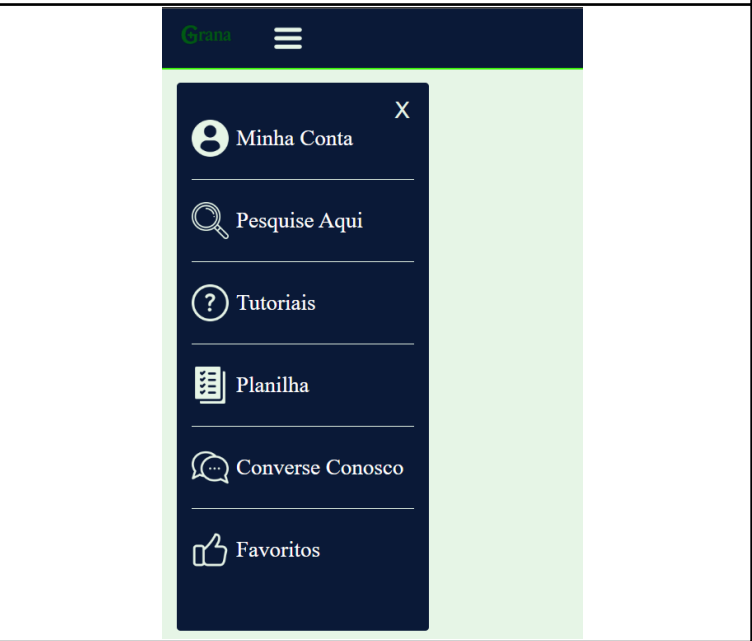 Grana
X
Minha Conta
Pesquise Aqui
Tutoriais
Planilha
Converse Conosco
Favoritos